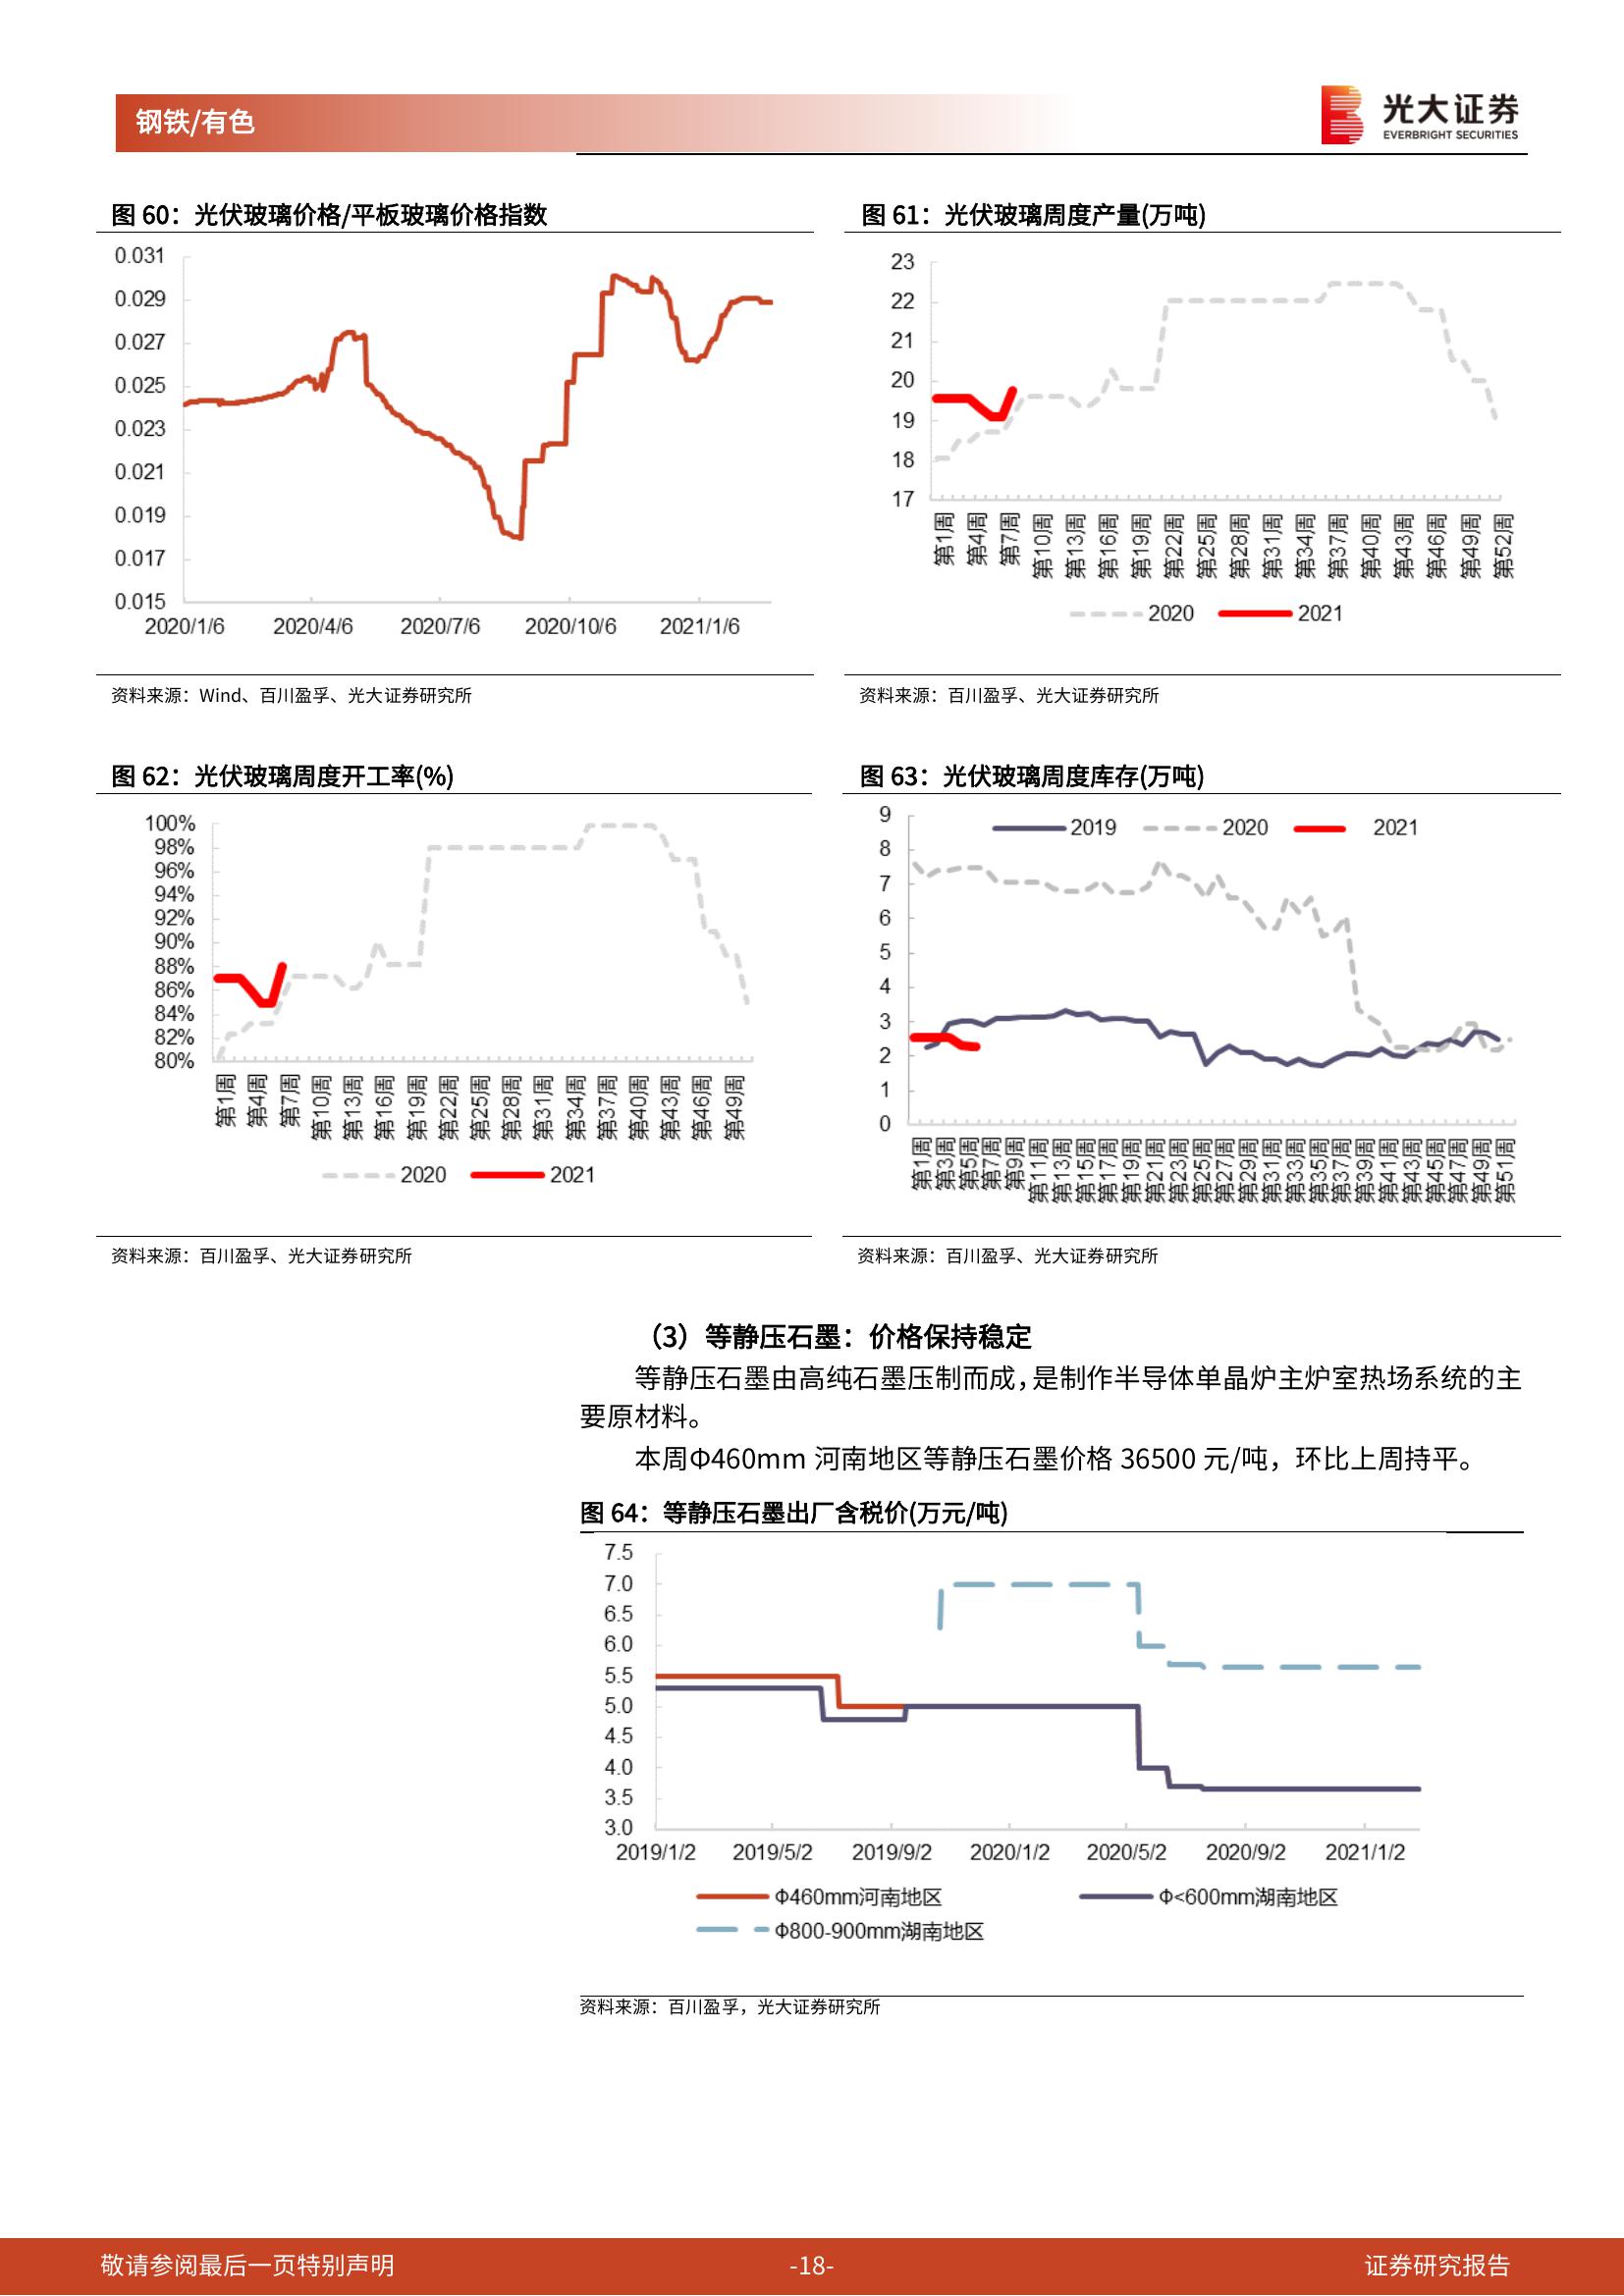 钢铁/有色
光大证券
EVERBRIGHT SECURITIES
图 60：光伏玻璃价格/平板玻璃价格指数
0.031
0.029
0.027
0.025
0.023
0.021
0.019
0.017
0.015
2020/1/6 2020/4/6 2020/7/6 2020/10/6 2021/1/6
资料来源：Wind、百川盈孚、光大证券研究所
图 61：光伏玻璃周度产量(万吨)
23
22
21
20
19
18
17
第1周 第4周 第7周 第10周 第13周 第16周 第19周 第22周 第25周 第28周 第31周 第34周 第37周 第40周 第43周 第46周 第49周 第52周
2020 2021
资料来源：百川盈孚、光大证券研究所
图 62：光伏玻璃周度开工率(%)
100%
98%
96%
94%
92%
90%
88%
86%
84%
82%
80%
第1周 第4周 第7周 第10周 第13周 第16周 第19周 第22周 第25周 第28周 第31周 第34周 第37周 第40周 第43周 第46周 第49周
2020 2021
资料来源：百川盈孚、光大证券研究所
图 63：光伏玻璃周度库存(万吨)
9
8
7
6
5
4
3
2
1
0
2019 2020 2021
第1周 第3周 第5周 第7周 第9周 第11周 第13周 第15周 第17周 第19周 第21周 第23周 第25周 第27周 第29周 第31周 第33周 第35周 第37周 第39周 第41周 第43周 第45周 第47周 第49周 第51周
资料来源：百川盈孚、光大证券研究所
（3）等静压石墨：价格保持稳定
等静压石墨由高纯石墨压制而成，是制作半导体单晶炉主炉室热场系统的主
要原材料。
本周Φ460mm 河南地区等静压石墨价格 36500 元/吨，环比上周持平。
图 64：等静压石墨出厂含税价(万元/吨)
7.5
7.0
6.5
6.0
5.5
5.0
4.5
4.0
3.5
3.0
2019/1/2 2019/5/2 2019/9/2 2020/1/2 2020/5/2 2020/9/2 2021/1/2
Φ460mm河南地区 Φ<600mm湖南地区
Φ800-900mm湖南地区
资料来源：百川盈孚，光大证券研究所
敬请参阅最后一页特别声明 -18- 证券研究报告